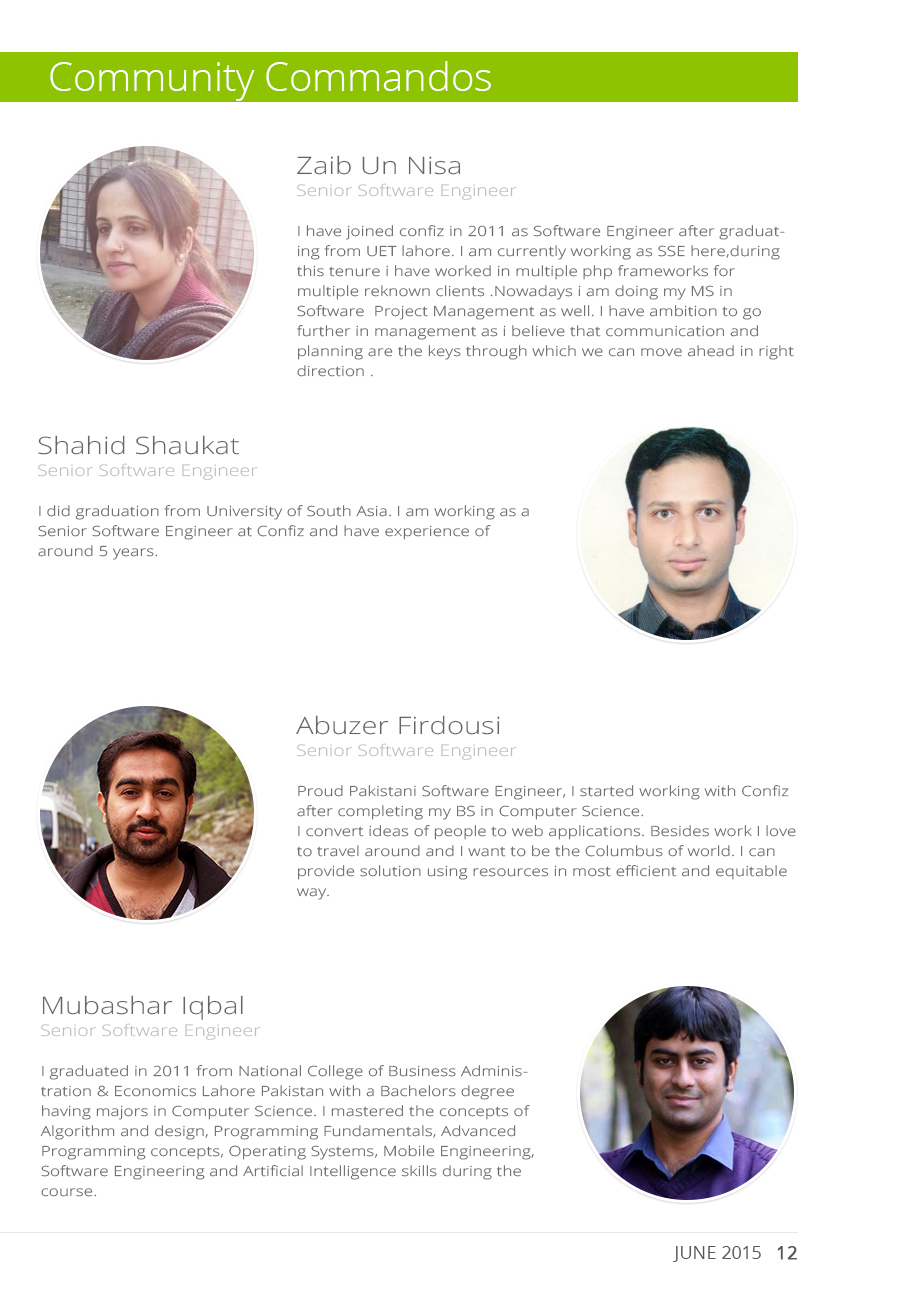 Community Commandos
Zaib Un Nisa
Senior Software Engineer
I have joined confiz in 2011 as Software Engineer after graduat-
ing from UET lahore. I am currently working as SSE here,during
this tenure i have worked in multiple php frameworks for
multiple reknown clients .Nowadays i am doing my MS in
Software  Project Management as well. I have ambition to go
further in management as i believe that communication and
planning are the keys through which we can move ahead in right
direction .
Shahid Shaukat
Senior Software Engineer
I did graduation from University of South Asia. I am working as a
Senior Software Engineer at Confiz and have experience of
around 5 years.
Abuzer Firdousi
Senior Software Engineer
Proud Pakistani Software Engineer, I started working with Confiz
after completing my BS in Computer Science.
I convert ideas of people to web applications. Besides work I love
to travel around and I want to be the Columbus of world. I can
provide solution using resources in most efficient and equitable
way.
Mubashar Iqbal
Senior Software Engineer
I graduated in 2011 from National College of Business Adminis-
tration & Economics Lahore Pakistan with a Bachelors degree
having majors in Computer Science. I mastered the concepts of
Algorithm and design, Programming Fundamentals, Advanced
Programming concepts, Operating Systems, Mobile Engineering,
Software Engineering and Artificial Intelligence skills during the
course.
JUNE 2015 12